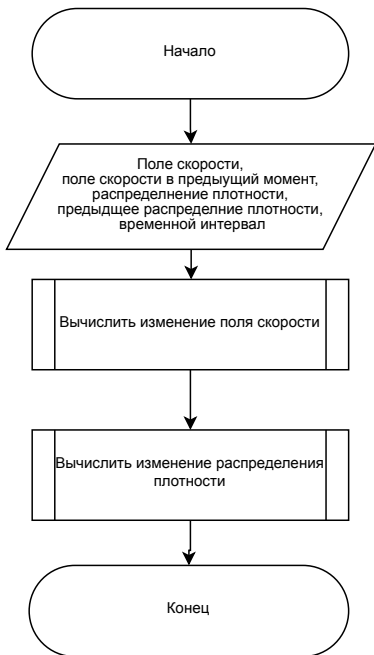 Начало
Поле скорости,
поле скорости в предыущий момент,
распределнение плотности,
предыдщее распределние плотности,
временной интервал
Вычислить изменение поля скорости
Вычислить изменение распределения
плотности
Конец